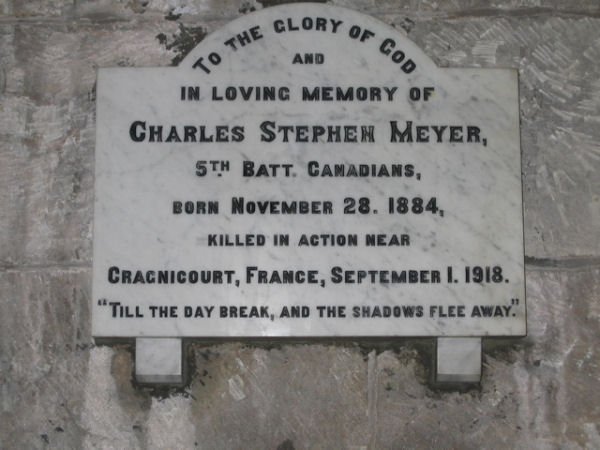 TO THE GLORY OF GOD
AND
IN LOVING MEMORY OF
CHARLES STEPHEN MEYER,
5TH BATT. CANADIANS,
BORN NOVEMBER 28. 1884,
KILLED IN ACTION NEAR
CRAGNICOURT, FRANCE, SEPTEMBER 1. 1918.
"TILL THE DAY BREAK, AND THE SHADOWS FLEE AWAY."